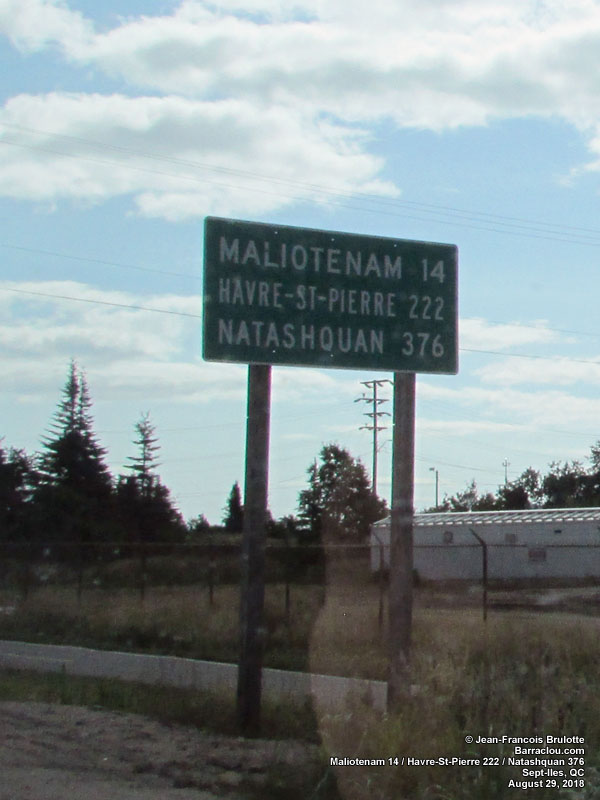 MALIOTENAM 14
HAVRE-ST-PIERRE 222
NATASHQUAN 376
© Jean-Francois Brulotte
Barraclou.com
Maliotenam 14 / Havre-St-Pierre 222 / Natashquan 376
Sept-Iles, QC
August 29, 2018